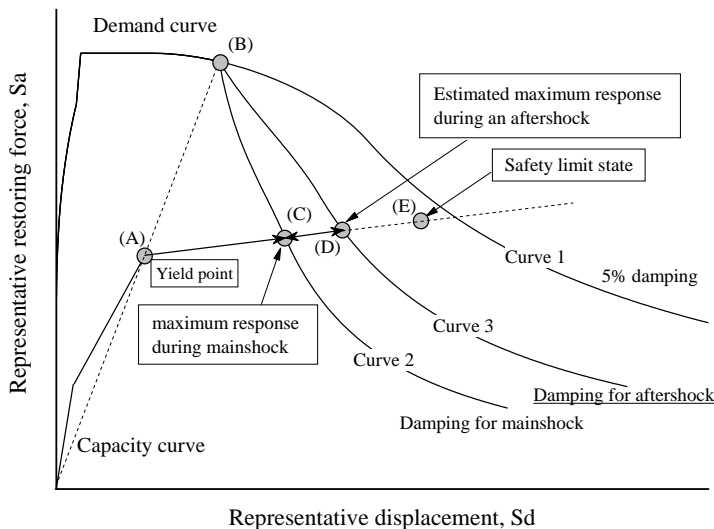 Demand curve
(B)
Estimated maximum response
during an aftershock
Safety limit state
(E)
(C)
(D)
(A)
Yield point
Curve 1
5% damping
maximum response
during mainshock
Curve 3
Curve 2
Damping for aftershock
Damping for mainshock
Capacity curve
Representative restoring force, Sa
Representative displacement, Sd